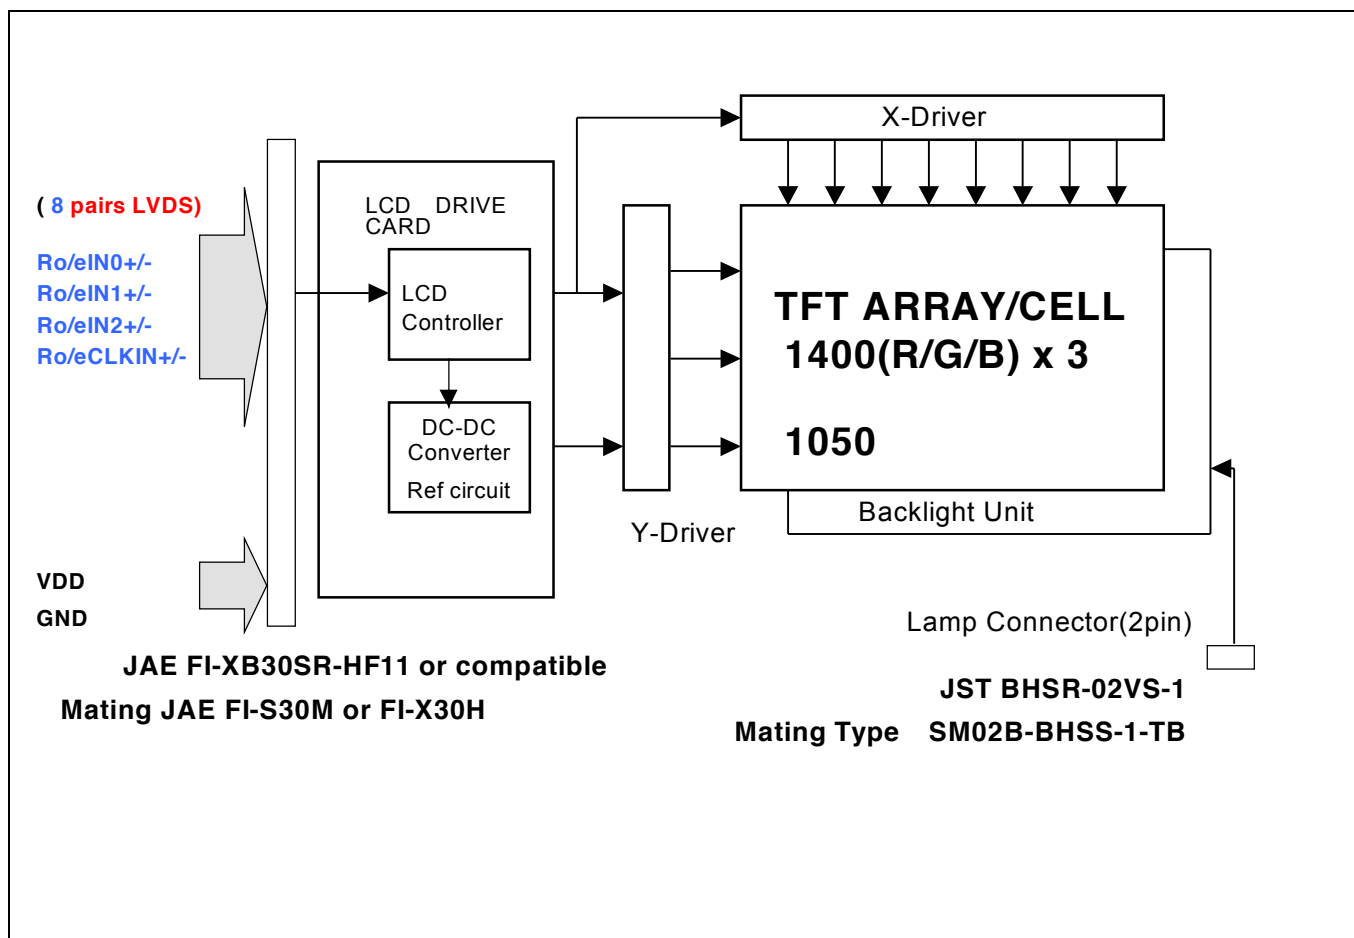 ( 8 pairs LVDS)
Ro/eIN0+/-
Ro/eIN1+/-
Ro/eIN2+/-
Ro/eCLKIN+/-
VDD
GND
LCD DRIVE
CARD
LCD
Controller
DC-DC
Converter
Ref circuit
X-Driver
Y-Driver
TFT ARRAY/CELL
1400(R/G/B) x 3
1050
Backlight Unit
Lamp Connector(2pin)
JST BHSR-02VS-1
Mating Type SM02B-BHSS-1-TB
JAE FI-XB30SR-HF11 or compatible
Mating JAE FI-S30M or FI-X30H